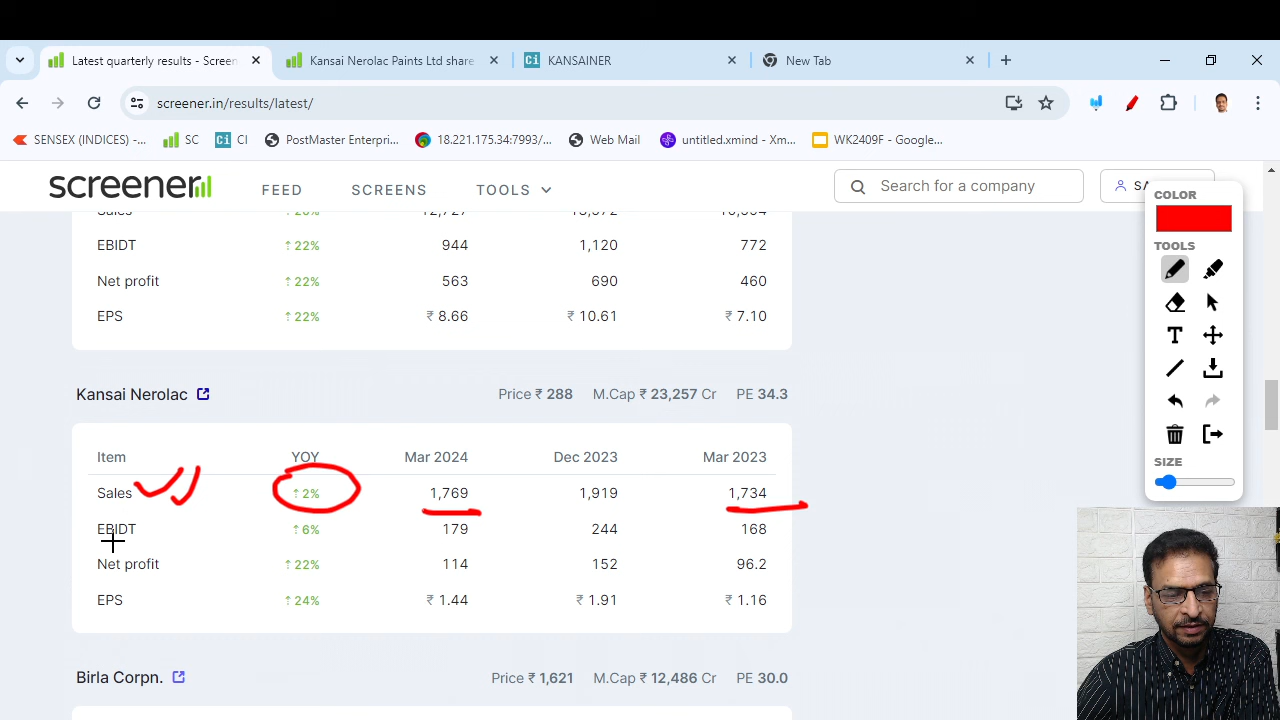 Latest quarterly results - Screen
Kansai Nerolac Paints Ltd share
Ci KANSAINER
New Tab
screener.in/results/latest/
SENSEX (INDICES) -...
SC
Ci CI
PostMaster Enterpri...
18.221.175.34:7993/...
Web Mail
untitled.xmind - Xm...
WK2409F - Google...
screener
FEED SCREENS TOOLS
Search for a company
COLOR
TOOLS
T
SIZE
EBIDT ⇡22% 944 1,120 772
Net profit ⇡22% 563 690 460
EPS ⇡22% ₹ 8.66 ₹ 10.61 ₹ 7.10
Kansai Nerolac Price ₹ 288 M.Cap ₹ 23,257 Cr PE 34.3
Item YOY Mar 2024 Dec 2023 Mar 2023
Sales ⇡2% 1,769 1,919 1,734
EBIDT ⇡6% 179 244 168
Net profit ⇡22% 114 152 96.2
EPS ⇡24% ₹ 1.44 ₹ 1.91 ₹ 1.16
Birla Corpn. Price ₹ 1,621 M.Cap ₹ 12,486 Cr PE 30.0